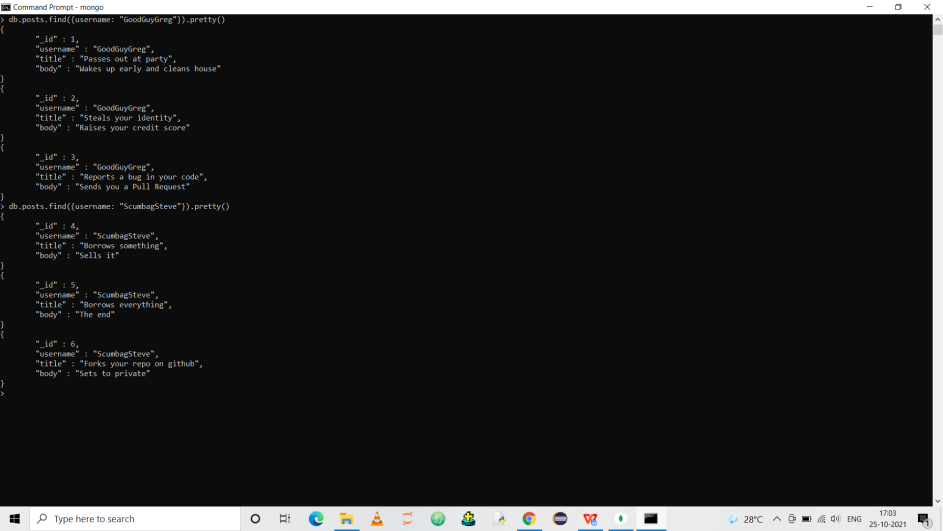 Command Prompt - mongo
> db.posts.find({username: "GoodGuyGreg"}).pretty()
{
"_id" : 1,
"username" : "GoodGuyGreg",
"title" : "Passes out at party",
"body" : "Wakes up early and cleans house"
}
{
"_id" : 2,
"username" : "GoodGuyGreg",
"title" : "Steals your identity",
"body" : "Raises your credit score"
}
{
"_id" : 3,
"username" : "GoodGuyGreg",
"title" : "Reports a bug in your code",
"body" : "Sends you a Pull Request"
}
> db.posts.find({username: "ScumbagSteve"}).pretty()
{
"_id" : 4,
"username" : "ScumbagSteve",
"title" : "Borrows something",
"body" : "Sells it"
}
{
"_id" : 5,
"username" : "ScumbagSteve",
"title" : "Borrows everything",
"body" : "The end"
}
{
"_id" : 6,
"username" : "ScumbagSteve",
"title" : "Forks your repo on github",
"body" : "Sets to private"
}
>
Type here to search
28°C
ENG
17:03
25-10-2021